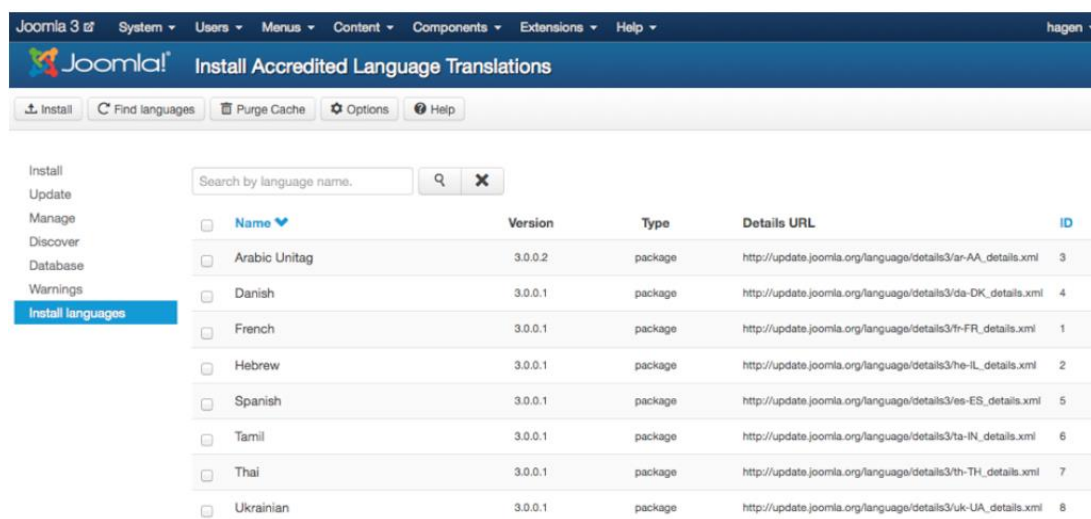 Joomla 3 System Users Menus Content Components Extensions Help hagen
Joomla! Install Accredited Language Translations
Install Find languages Purge Cache Options Help
Install
Update
Manage
Discover
Database
Warnings
Install languages
Search by language name.
Name Version Type Details URL ID
Arabic Unitag 3.0.0.2 package http://update.joomla.org/language/details3/ar-AA_details.xml 3
Danish 3.0.0.1 package http://update.joomla.org/language/details3/da-DK_details.xml 4
French 3.0.0.1 package http://update.joomla.org/language/details3/fr-FR_details.xml 1
Hebrew 3.0.0.1 package http://update.joomla.org/language/details3/he-IL_details.xml 2
Spanish 3.0.0.1 package http://update.joomla.org/language/details3/es-ES_details.xml 5
Tamil 3.0.0.1 package http://update.joomla.org/language/details3/ta-IN_details.xml 6
Thai 3.0.0.1 package http://update.joomla.org/language/details3/th-TH_details.xml 7
Ukrainian 3.0.0.1 package http://update.joomla.org/language/details3/uk-UA_details.xml 8